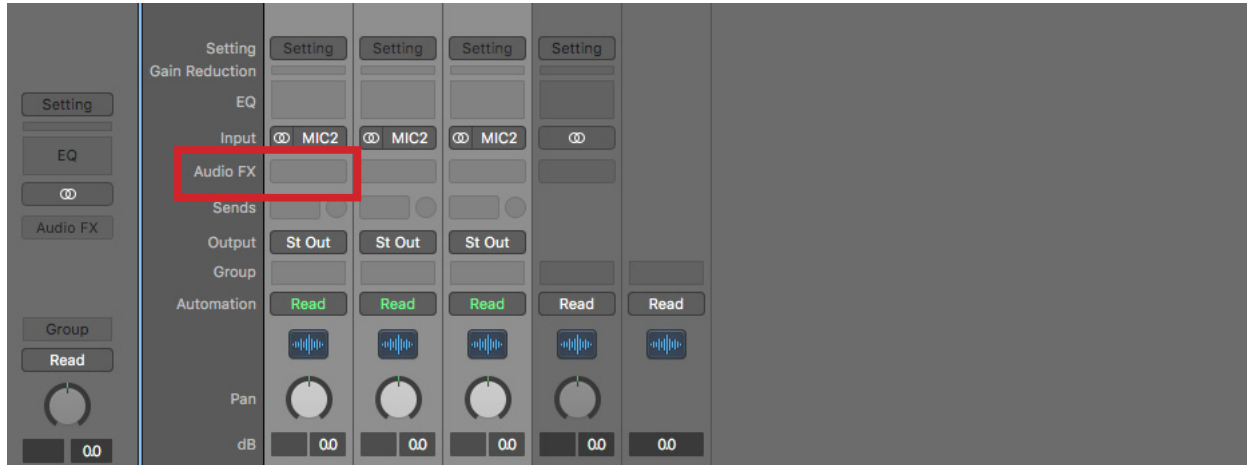 Setting
EQ
Audio FX
Group
Read
0.0
Setting Setting Setting Setting Setting
Gain Reduction
EQ
Input MIC2 MIC2 MIC2
Audio FX
Sends
Output St Out St Out St Out
Group
Automation Read Read Read Read Read
Pan
dB 0.0 0.0 0.0 0.0 0.0